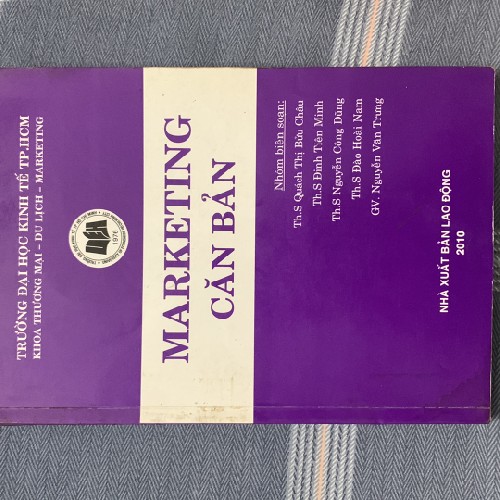 TRƯỜNG ĐẠI HỌC KINH TẾ TP.HCM
KHOA THƯƠNG MẠI - DU LỊCH - MARKETING
1976
MARKETING
CĂN BẢN
Nhóm biên soạn:
Th.S Quách Thị Bửu Châu
Th.S Đinh Tiên Minh
Th.S Nguyễn Công Dũng
Th.S Đào Hoài Nam
GV. Nguyễn Văn Trưng
NHÀ XUẤT BẢN LAO ĐỘNG
2010